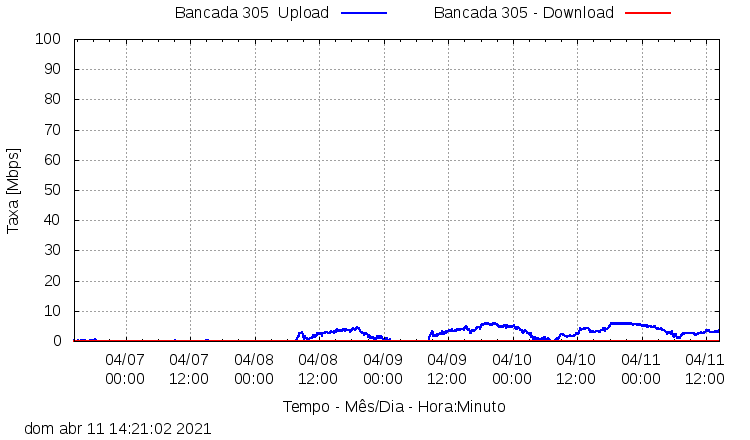 Bancada 305  Upload
Bancada 305 - Download
Taxa [Mbps]
100
90
80
70
60
50
40
30
20
10
0
04/07 04/07 04/08 04/08 04/09 04/09 04/10 04/10 04/11 04/11
00:00 12:00 00:00 12:00 00:00 12:00 00:00 12:00 00:00 12:00
Tempo - Mês/Dia - Hora:Minuto
dom abr 11 14:21:02 2021